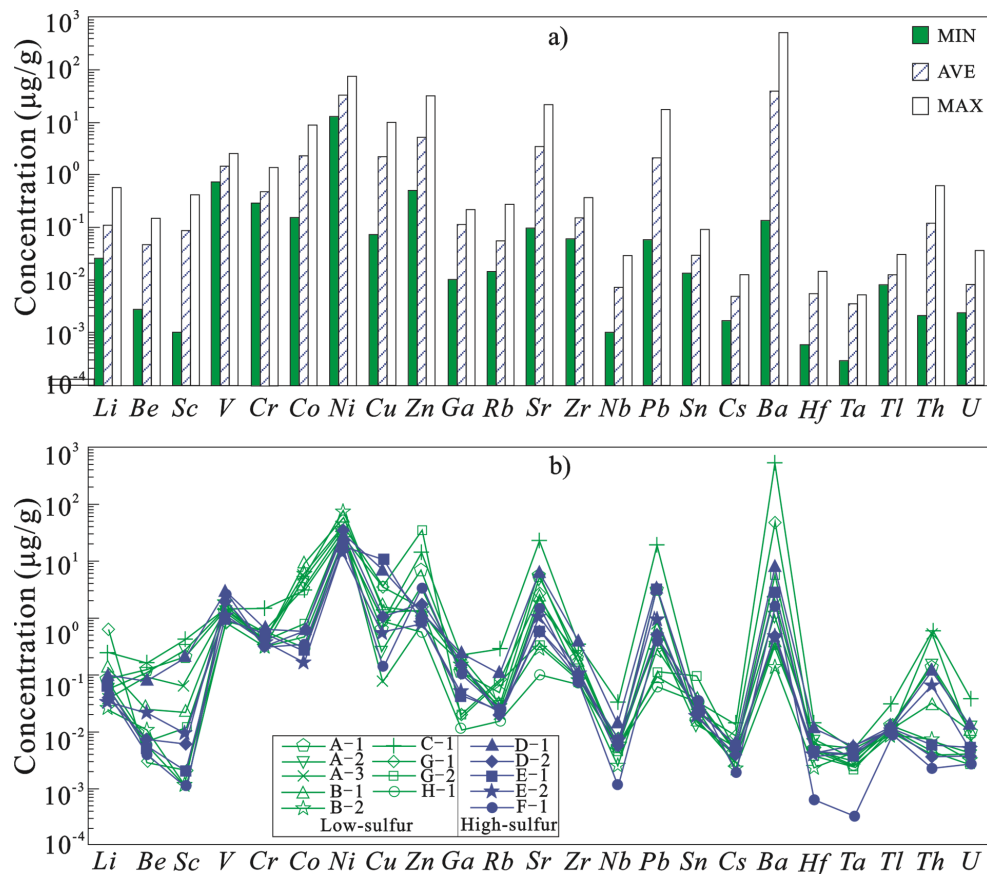 a)
MIN
AVE
MAX
Concentration (μg/g)
10³
10²
10¹
10⁰
10⁻¹
10⁻²
10⁻³
10⁻⁴
Li Be Sc V Cr Co Ni Cu Zn Ga Rb Sr Zr Nb Pb Sn Cs Ba Hf Ta Tl Th U
b)
Concentration (μg/g)
10³
10²
10¹
10⁰
10⁻¹
10⁻²
10⁻³
10⁻⁴
A-1 C-1 D-1
A-2 G-1 D-2
A-3 G-2 E-1
B-1 H-1 E-2
B-2 F-1
Low-sulfur High-sulfur
Li Be Sc V Cr Co Ni Cu Zn Ga Rb Sr Zr Nb Pb Sn Cs Ba Hf Ta Tl Th U